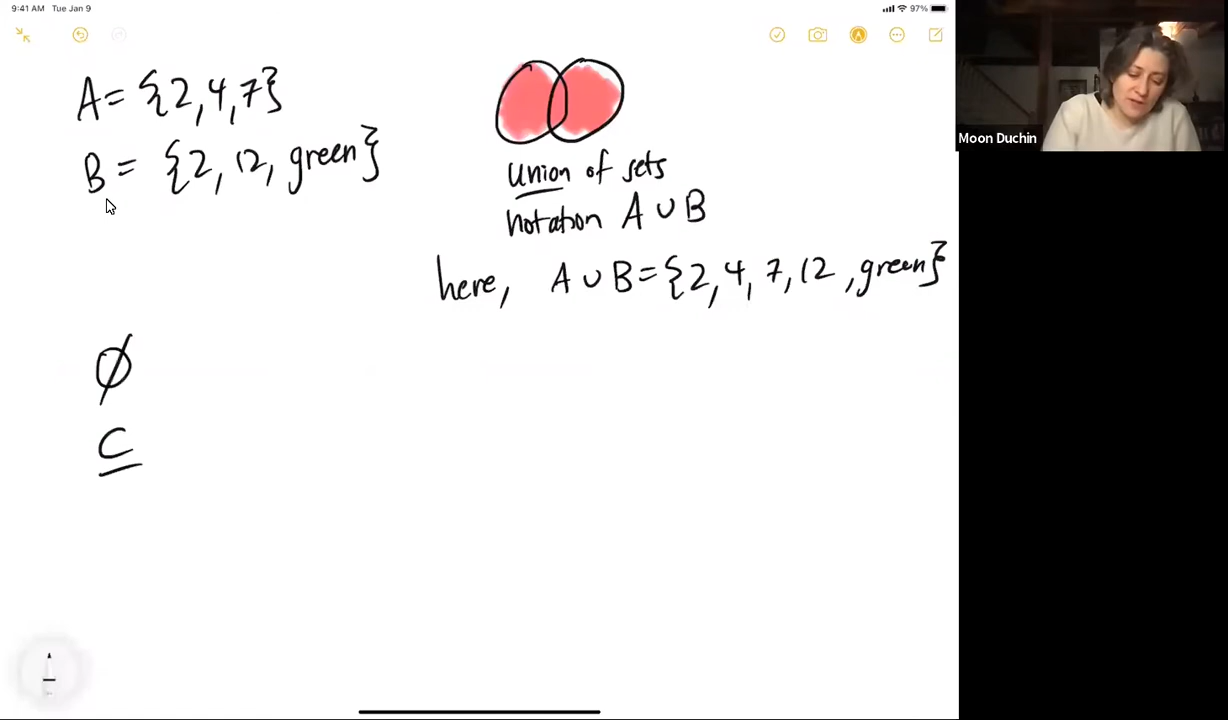 9:41 AM Tue Jan 9
97%
A = {2, 4, 7}
B = {2, 12, green}
union of sets
notation A ∪ B
here, A ∪ B = {2, 4, 7, 12, green}
∅
⊆
Moon Duchin